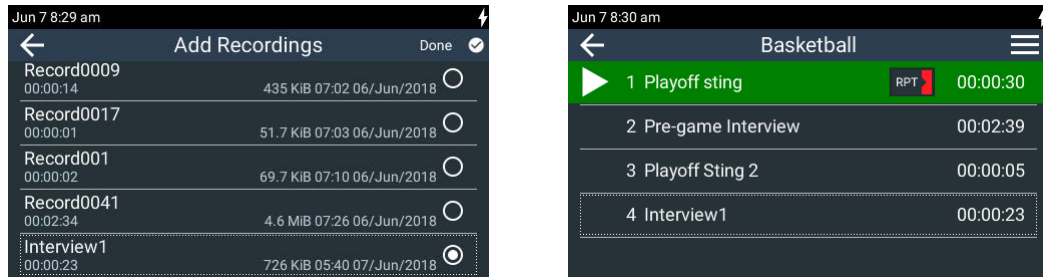 Jun 7 8:29 am
Add Recordings Done
Record0009
00:00:14 435 KiB 07:02 06/Jun/2018
Record0017
00:00:01 51.7 KiB 07:03 06/Jun/2018
Record001
00:00:02 69.7 KiB 07:10 06/Jun/2018
Record0041
00:02:34 4.6 MiB 07:26 06/Jun/2018
Interview1
00:00:23 726 KiB 05:40 07/Jun/2018
Jun 7 8:30 am
Basketball
1 Playoff sting RPT 00:00:30
2 Pre-game Interview 00:02:39
3 Playoff Sting 2 00:00:05
4 Interview1 00:00:23